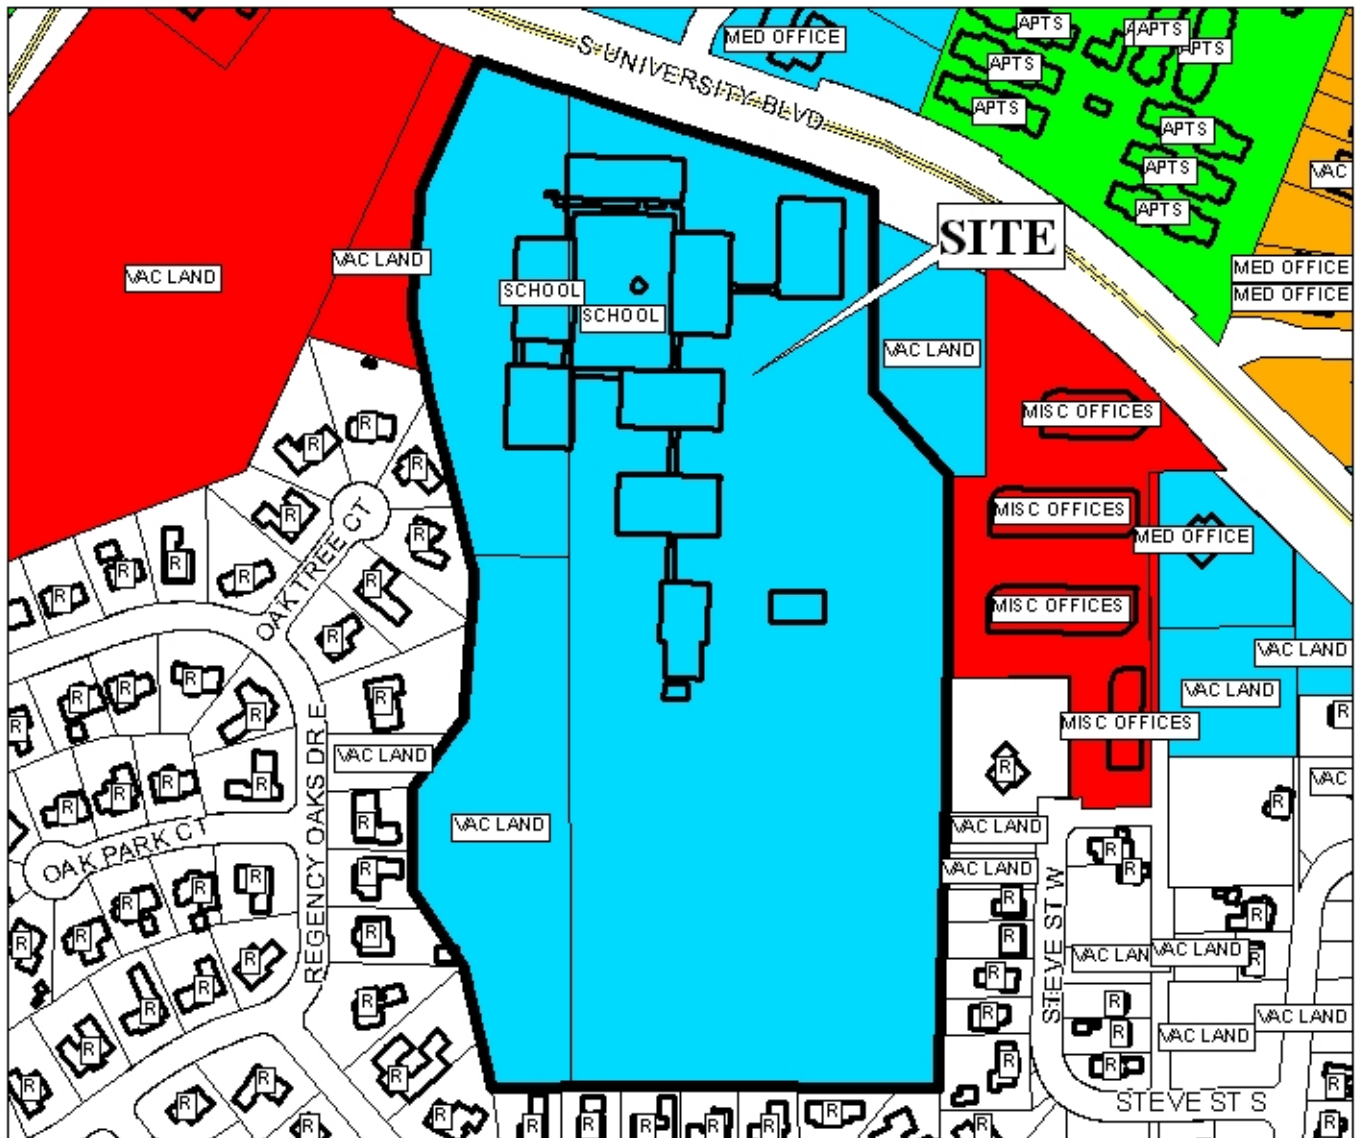 APTS
APTS
APTS
MED OFFICE
S UNIVERSITY BLVD
APTS
APTS
APTS
APTS
APTS
VAC
SITE
MED OFFICE
MED OFFICE
VAC LAND
VAC LAND
SCHOOL
SCHOOL
VAC LAND
MISC OFFICES
R
R
R
R
OAKTREE CT
MISC OFFICES
MED OFFICE
R
R
R
R
R
R
R
MISC OFFICES
R
VAC LAND
R
R
R
R
R
VAC LAND
R
R
MISC OFFICES
REGENCY OAKS DR E
VAC LAND
R
R
R
R
R
VAC
R
R
OAK PARK CT
VAC LAND
VAC LAND
R
R
R
R
R
R
VAC LAND
R
R
R
R
STEVE ST W
R
R
R
R
VAC LAN
VAC LAND
R
R
R
R
R
R
R
R
VAC LAND
R
VAC LAND
R
R
R
R
R
R
R
R
R
STEVE ST S
R
R
R
R
R
R
R
R
R
R
R